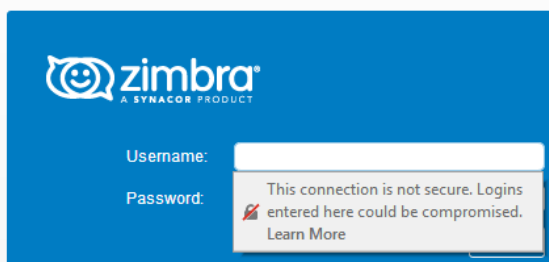 zimbra®
A SYNACOR PRODUCT
Username:
Password:
This connection is not secure. Logins
entered here could be compromised.
Learn More